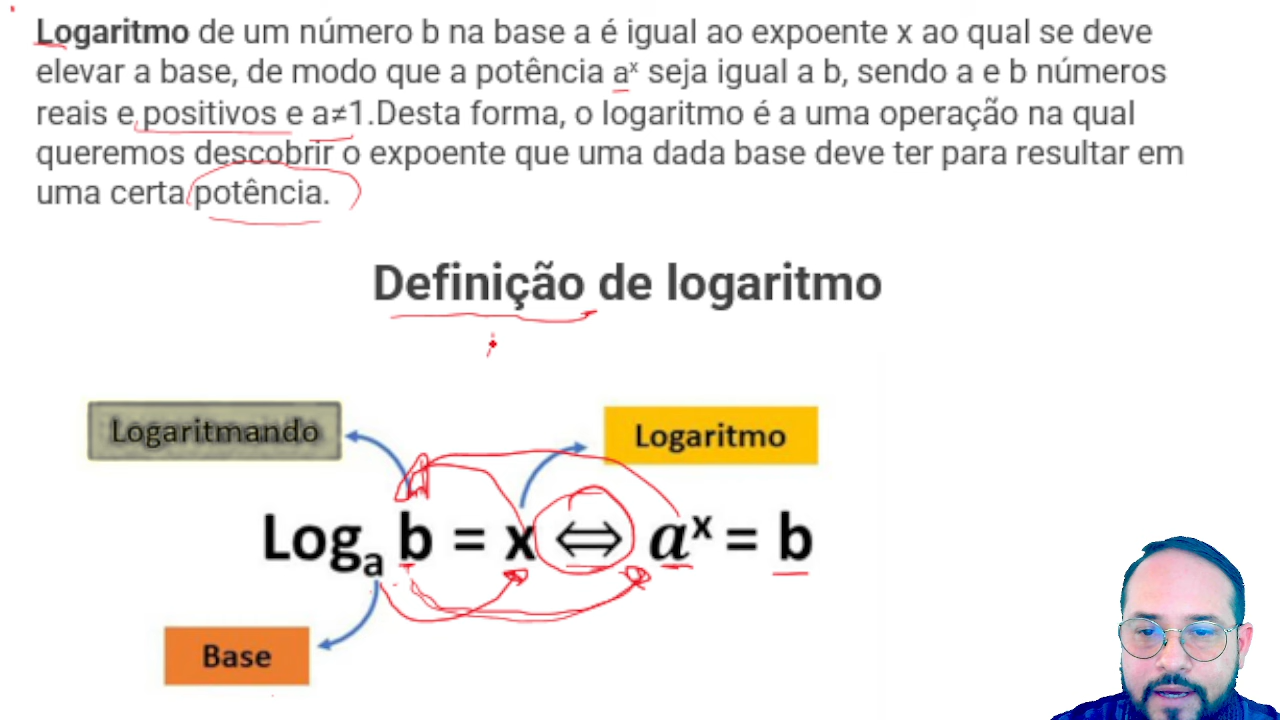 Logaritmo de um número b na base a é igual ao expoente x ao qual se deve
elevar a base, de modo que a potência aˣ seja igual a b, sendo a e b números
reais e positivos e a≠1.Desta forma, o logaritmo é a uma operação na qual
queremos descobrir o expoente que uma dada base deve ter para resultar em
uma certa potência.
Definição de logaritmo
Logaritmando
Logaritmo
Logₐ b = x ⇔ aˣ = b
Base